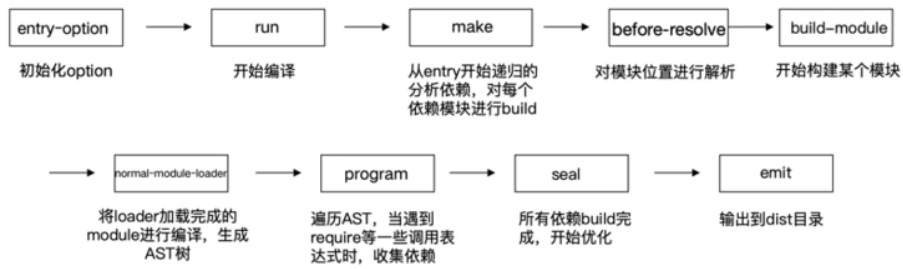 entry-option
run
make
before-resolve
build-module
初始化option
开始编译
从entry开始递归的
分析依赖，对每个
依赖模块进行build
对模块位置进行解析
开始构建某个模块
normal-module-loader
program
seal
emit
将loader加载完成的
module进行编译，生成
AST树
遍历AST，当遇到
require等一些调用表
达式时，收集依赖
所有依赖build完
成，开始优化
输出到dist目录